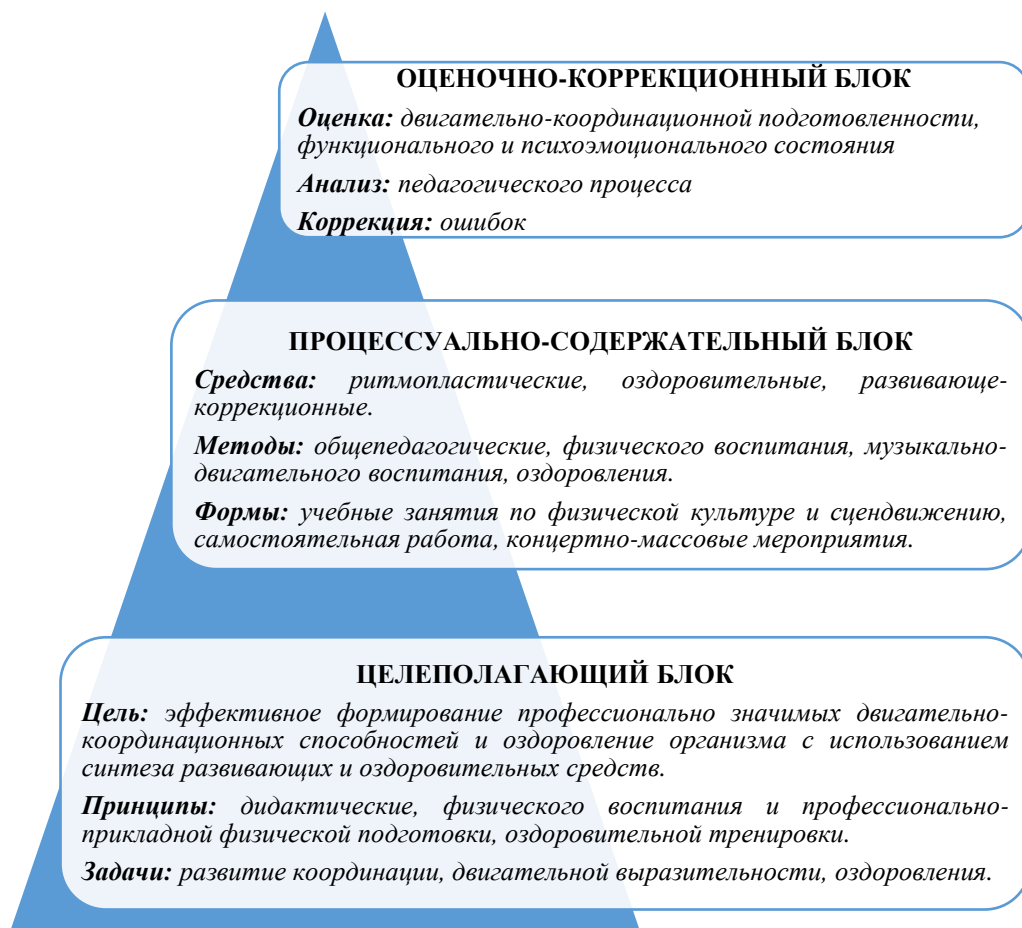 ОЦЕНОЧНО-КОРРЕКЦИОННЫЙ БЛОК
Оценка: двигательно-координационной подготовленности,
функционального и психоэмоционального состояния
Анализ: педагогического процесса
Коррекция: ошибок
ПРОЦЕССУАЛЬНО-СОДЕРЖАТЕЛЬНЫЙ БЛОК
Средства: ритмопластические, оздоровительные, развивающе-
коррекционные.
Методы: общепедагогические, физического воспитания, музыкально-
двигательного воспитания, оздоровления.
Формы: учебные занятия по физической культуре и сцендвижению,
самостоятельная работа, концертно-массовые мероприятия.
ЦЕЛЕПОЛАГАЮЩИЙ БЛОК
Цель: эффективное формирование профессионально значимых двигательно-
координационных способностей и оздоровление организма с использованием
синтеза развивающих и оздоровительных средств.
Принципы: дидактические, физического воспитания и профессионально-
прикладной физической подготовки, оздоровительной тренировки.
Задачи: развитие координации, двигательной выразительности, оздоровления.